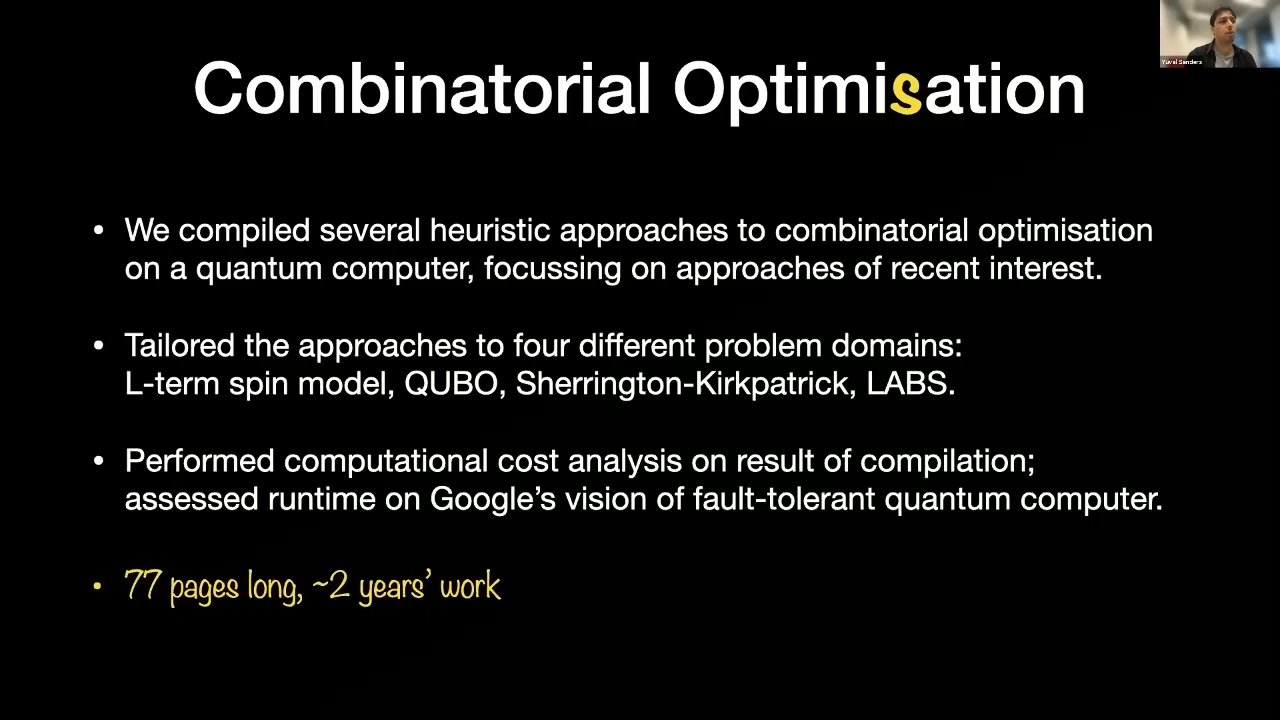 Combinatorial Optimisation
Yuval Sanders
• We compiled several heuristic approaches to combinatorial optimisation
on a quantum computer, focussing on approaches of recent interest.
• Tailored the approaches to four different problem domains:
L-term spin model, QUBO, Sherrington-Kirkpatrick, LABS.
• Performed computational cost analysis on result of compilation;
assessed runtime on Google’s vision of fault-tolerant quantum computer.
• 77 pages long, ~2 years’ work